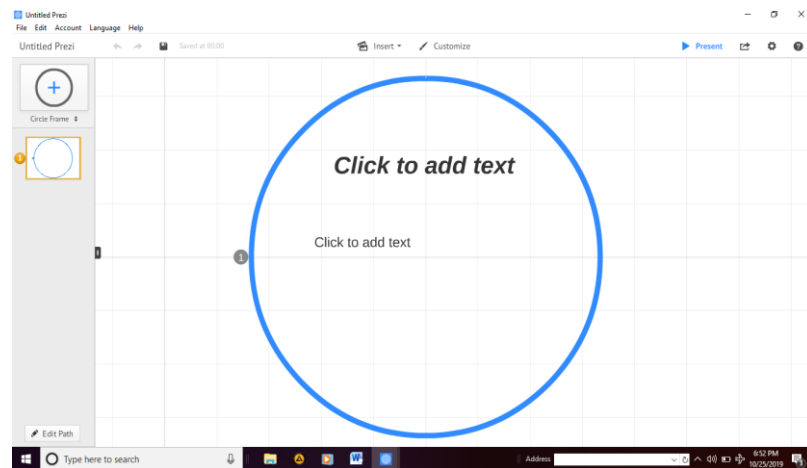 Untitled Prezi
File Edit Account Language Help
Untitled Prezi Saved at 00:00 Insert Customize Present
Circle Frame
1
Click to add text
Click to add text
1
Edit Path
Type here to search Address 6:52 PM
10/25/2019